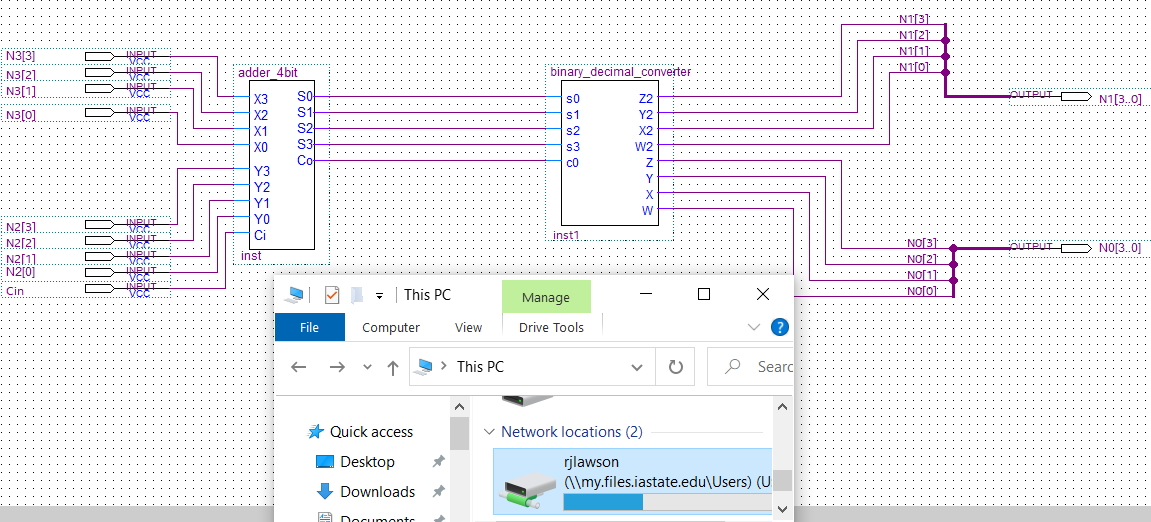 N1[3]
N1[2]
N1[1]
N1[0]
OUTPUT N1[3..0]
N3[3] INPUT VCC
N3[2] INPUT VCC
N3[1] INPUT VCC
N3[0] INPUT VCC
adder_4bit
X3 S0
X2 S1
X1 S2
X0 S3
Co
Y3
Y2
Y1
Y0
Ci
inst
binary_decimal_converter
s0 Z2
s1 Y2
s2 X2
s3 W2
c0 Z
Y
X
W
inst1
N2[3] INPUT VCC
N2[2] INPUT VCC
N2[1] INPUT VCC
N2[0] INPUT VCC
Cin INPUT VCC
N0[3]
N0[2]
N0[1]
N0[0]
OUTPUT N0[3..0]
This PC
Manage
File Computer View Drive Tools
This PC
Searc
Quick access
Desktop
Downloads
Documents
Network locations (2)
rjlawson
(\\my.files.iastate.edu\Users) (U